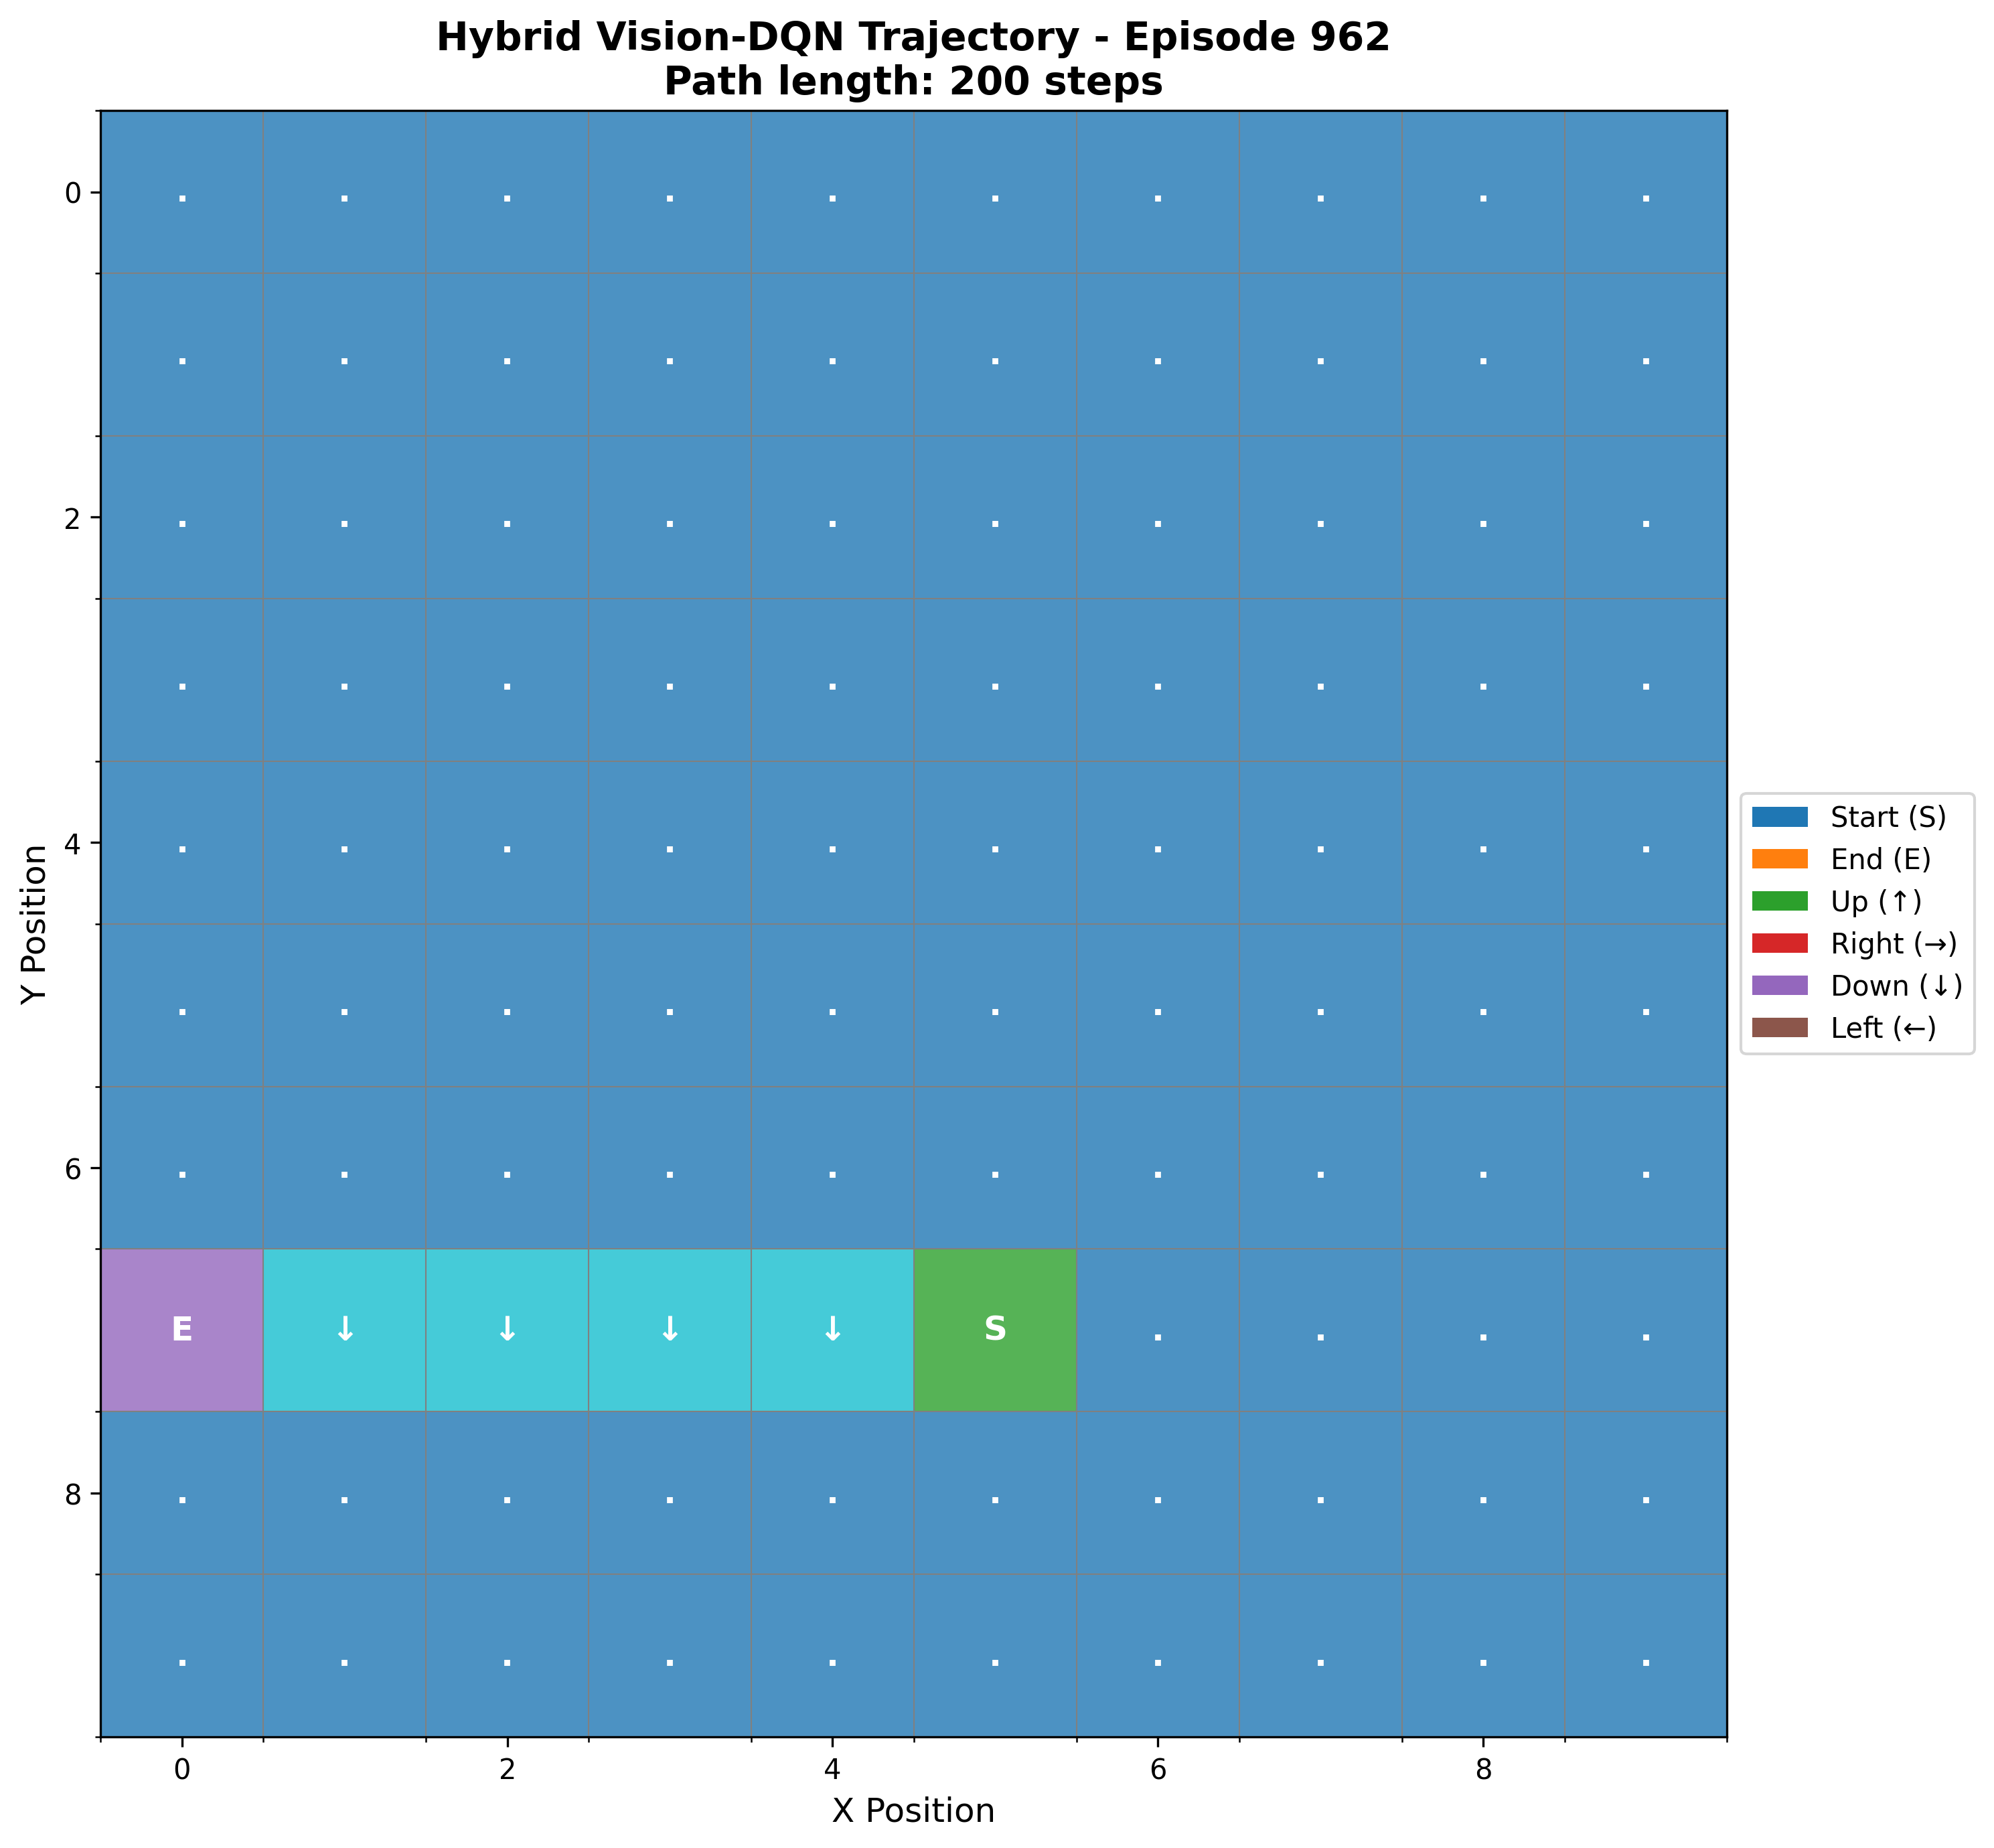 Hybrid Vision-DQN Trajectory - Episode 962
Path length: 200 steps
Y Position
0
2
4
6
8
E ↓ ↓ ↓ ↓ S
0 2 4 6 8
X Position
Start (S)
End (E)
Up (↑)
Right (→)
Down (↓)
Left (←)